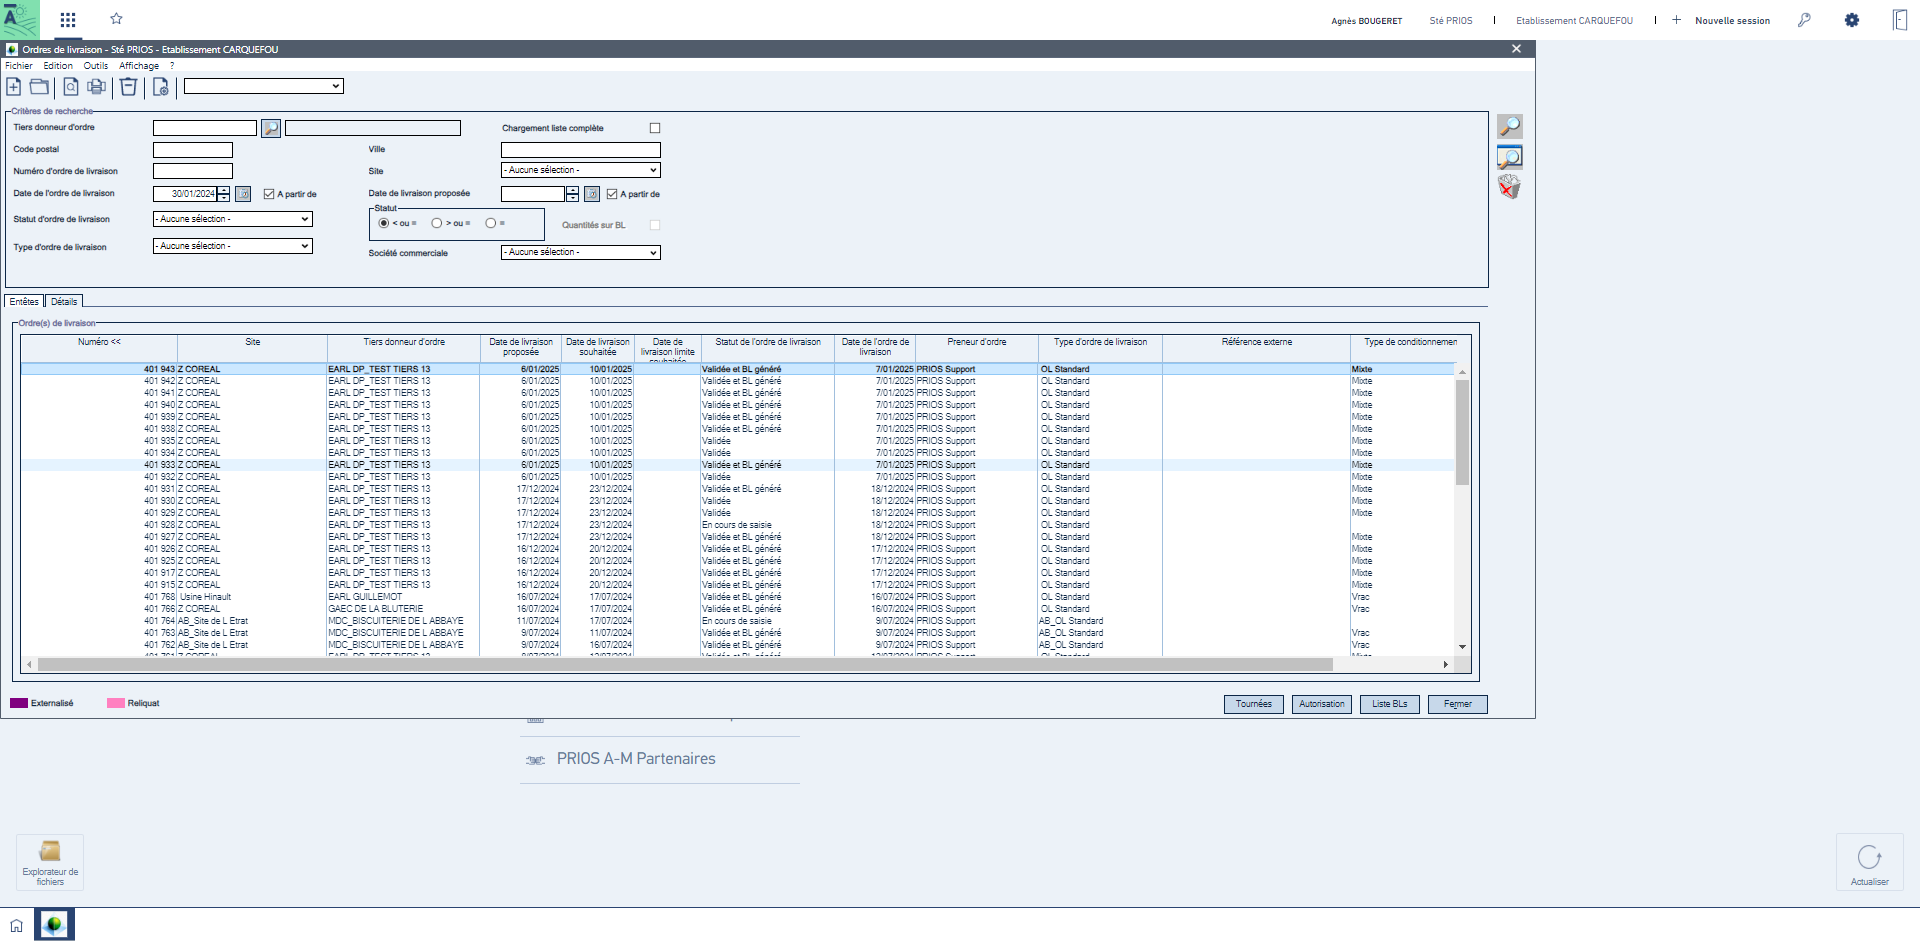 Agnès BOUGERET Sté PRIOS Etablissement CARQUEFOU Nouvelle session
Ordres de livraison - Sté PRIOS - Etablissement CARQUEFOU
Fichier Edition Outils Affichage ?
Critères de recherche
Tiers donneur d'ordre Chargement liste complète
Code postal Ville
Numéro d'ordre de livraison Site - Aucune sélection -
Date de l'ordre de livraison 30/01/2024 A partir de Date de livraison proposée A partir de
Statut
Statut d'ordre de livraison - Aucune sélection - < ou = > ou = = Quantités sur BL
Type d'ordre de livraison - Aucune sélection - Société commerciale - Aucune sélection -
Entêtes Détails
Ordre(s) de livraison
Numéro << Site Tiers donneur d'ordre Date de livraison proposée Date de livraison souhaitée Date de livraison limite souhaitée Statut de l'ordre de livraison Date de l'ordre de livraison Preneur d'ordre Type d'ordre de livraison Référence externe Type de conditionnemen
401 943 Z COREAL EARL DP_TEST TIERS 13 6/01/2025 10/01/2025 Validée et BL généré 7/01/2025 PRIOS Support OL Standard Mixte
401 942 Z COREAL EARL DP_TEST TIERS 13 6/01/2025 10/01/2025 Validée et BL généré 7/01/2025 PRIOS Support OL Standard Mixte
401 941 Z COREAL EARL DP_TEST TIERS 13 6/01/2025 10/01/2025 Validée et BL généré 7/01/2025 PRIOS Support OL Standard Mixte
401 940 Z COREAL EARL DP_TEST TIERS 13 6/01/2025 10/01/2025 Validée et BL généré 7/01/2025 PRIOS Support OL Standard Mixte
401 939 Z COREAL EARL DP_TEST TIERS 13 6/01/2025 10/01/2025 Validée et BL généré 7/01/2025 PRIOS Support OL Standard Mixte
401 938 Z COREAL EARL DP_TEST TIERS 13 6/01/2025 10/01/2025 Validée et BL généré 7/01/2025 PRIOS Support OL Standard Mixte
401 935 Z COREAL EARL DP_TEST TIERS 13 6/01/2025 10/01/2025 Validée 7/01/2025 PRIOS Support OL Standard Mixte
401 934 Z COREAL EARL DP_TEST TIERS 13 6/01/2025 10/01/2025 Validée 7/01/2025 PRIOS Support OL Standard Mixte
401 933 Z COREAL EARL DP_TEST TIERS 13 6/01/2025 10/01/2025 Validée et BL généré 7/01/2025 PRIOS Support OL Standard Mixte
401 932 Z COREAL EARL DP_TEST TIERS 13 6/01/2025 10/01/2025 Validée 7/01/2025 PRIOS Support OL Standard Mixte
401 931 Z COREAL EARL DP_TEST TIERS 13 17/12/2024 23/12/2024 Validée et BL généré 18/12/2024 PRIOS Support OL Standard Mixte
401 930 Z COREAL EARL DP_TEST TIERS 13 17/12/2024 23/12/2024 Validée 18/12/2024 PRIOS Support OL Standard Mixte
401 929 Z COREAL EARL DP_TEST TIERS 13 17/12/2024 23/12/2024 Validée 18/12/2024 PRIOS Support OL Standard Mixte
401 928 Z COREAL EARL DP_TEST TIERS 13 17/12/2024 23/12/2024 En cours de saisie 18/12/2024 PRIOS Support OL Standard
401 927 Z COREAL EARL DP_TEST TIERS 13 17/12/2024 23/12/2024 Validée et BL généré 18/12/2024 PRIOS Support OL Standard Mixte
401 926 Z COREAL EARL DP_TEST TIERS 13 16/12/2024 20/12/2024 Validée et BL généré 17/12/2024 PRIOS Support OL Standard Mixte
401 925 Z COREAL EARL DP_TEST TIERS 13 16/12/2024 20/12/2024 Validée et BL généré 17/12/2024 PRIOS Support OL Standard Mixte
401 917 Z COREAL EARL DP_TEST TIERS 13 16/12/2024 20/12/2024 Validée et BL généré 17/12/2024 PRIOS Support OL Standard Mixte
401 915 Z COREAL EARL DP_TEST TIERS 13 16/12/2024 20/12/2024 Validée et BL généré 17/12/2024 PRIOS Support OL Standard Mixte
401 768 Usine Hinault EARL GUILLEMOT 16/07/2024 17/07/2024 Validée et BL généré 16/07/2024 PRIOS Support OL Standard Vrac
401 766 Z COREAL GAEC DE LA BLUTERIE 16/07/2024 17/07/2024 Validée et BL généré 16/07/2024 PRIOS Support OL Standard Vrac
401 764 AB_Site de L Etrat MDC_BISCUITERIE DE L ABBAYE 11/07/2024 17/07/2024 En cours de saisie 9/07/2024 PRIOS Support AB_OL Standard
401 763 AB_Site de L Etrat MDC_BISCUITERIE DE L ABBAYE 9/07/2024 11/07/2024 Validée et BL généré 9/07/2024 PRIOS Support AB_OL Standard Vrac
401 762 AB_Site de L Etrat MDC_BISCUITERIE DE L ABBAYE 9/07/2024 16/07/2024 Validée et BL généré 9/07/2024 PRIOS Support AB_OL Standard Vrac
Externalisé Reliquat Tournées Autorisation Liste BLs Fermer
PRIOS A-M Partenaires
Explorateur de fichiers
Actualiser